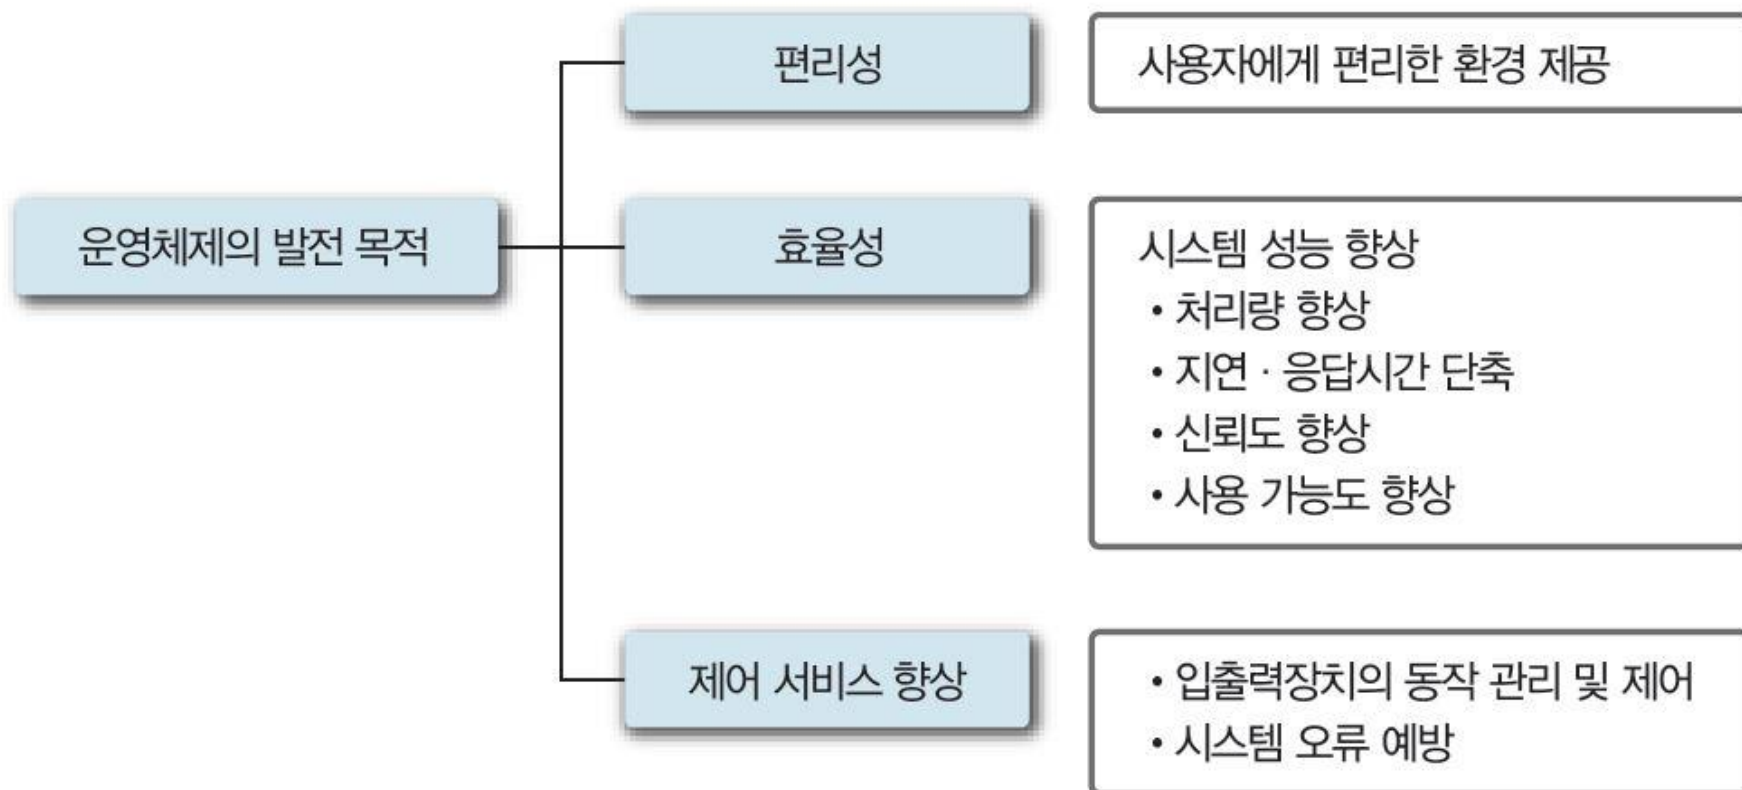 편리성
사용자에게 편리한 환경 제공
운영체제의 발전 목적
효율성
시스템 성능 향상
• 처리량 향상
• 지연 · 응답시간 단축
• 신뢰도 향상
• 사용 가능도 향상
제어 서비스 향상
• 입출력장치의 동작 관리 및 제어
• 시스템 오류 예방